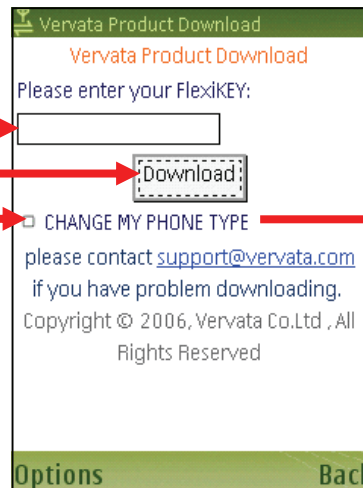 Vervata Product Download
Vervata Product Download
Please enter your FlexiKEY:
Download
CHANGE MY PHONE TYPE
please contact support@vervata.com
if you have problem downloading.
Copyright © 2006, Vervata Co.Ltd , All
Rights Reserved
Options Back